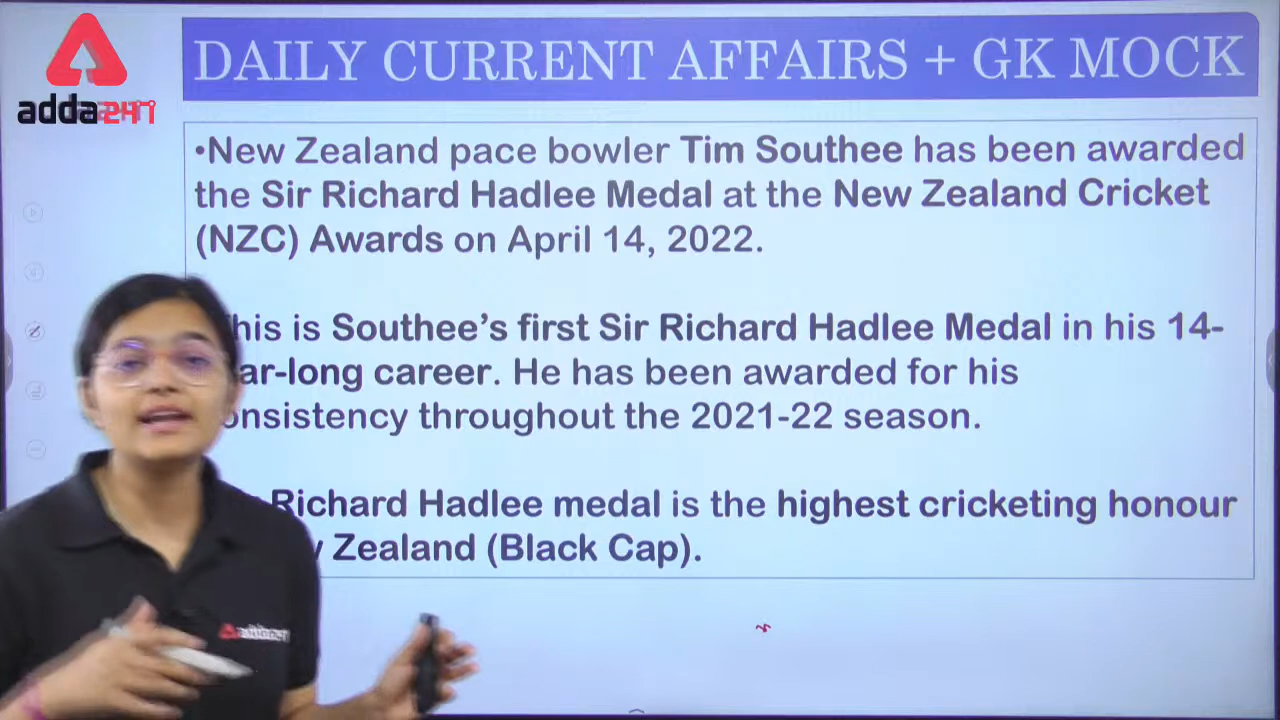 DAILY CURRENT AFFAIRS + GK MOCK
adda247
•New Zealand pace bowler Tim Southee has been awarded
the Sir Richard Hadlee Medal at the New Zealand Cricket
(NZC) Awards on April 14, 2022.
his is Southee’s first Sir Richard Hadlee Medal in his 14-
ar-long career. He has been awarded for his
onsistency throughout the 2021-22 season.
Richard Hadlee medal is the highest cricketing honour
Zealand (Black Cap).
adda247